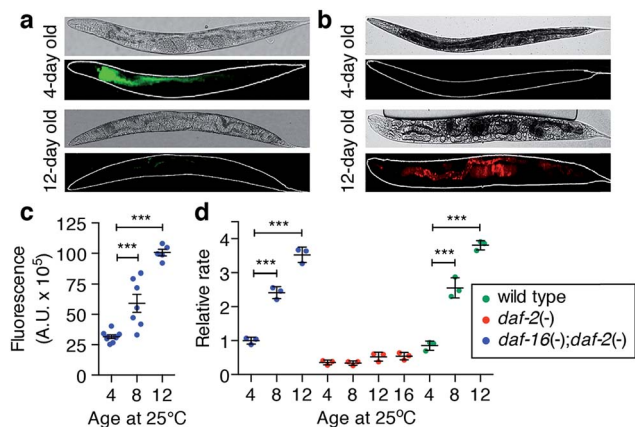 a
b
4-day old
12-day old
4-day old
12-day old
c
Fluorescence
(A.U. x 10⁵)
125
100
75
50
25
0
***
***
4 8 12
Age at 25°C
d
Relative rate
4
3
2
1
0
***
***
***
***
4 8 12 4 8 12 16 4 8 12
Age at 25°C
wild type
daf-2(-)
daf-16(-);daf-2(-)